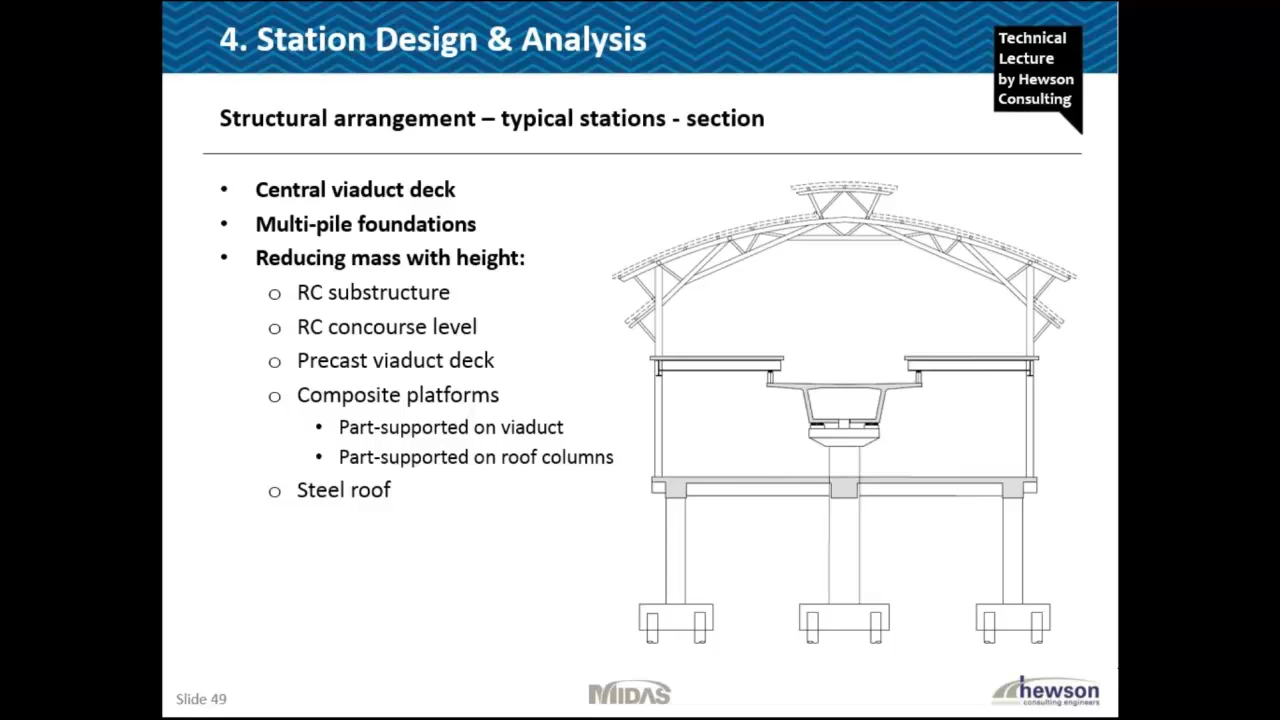 4. Station Design & Analysis
Technical
Lecture
by Hewson
Consulting
Structural arrangement – typical stations - section
• Central viaduct deck
• Multi-pile foundations
• Reducing mass with height:
o RC substructure
o RC concourse level
o Precast viaduct deck
o Composite platforms
• Part-supported on viaduct
• Part-supported on roof columns
o Steel roof
Slide 49
MIDAS
hewson
consulting engineers